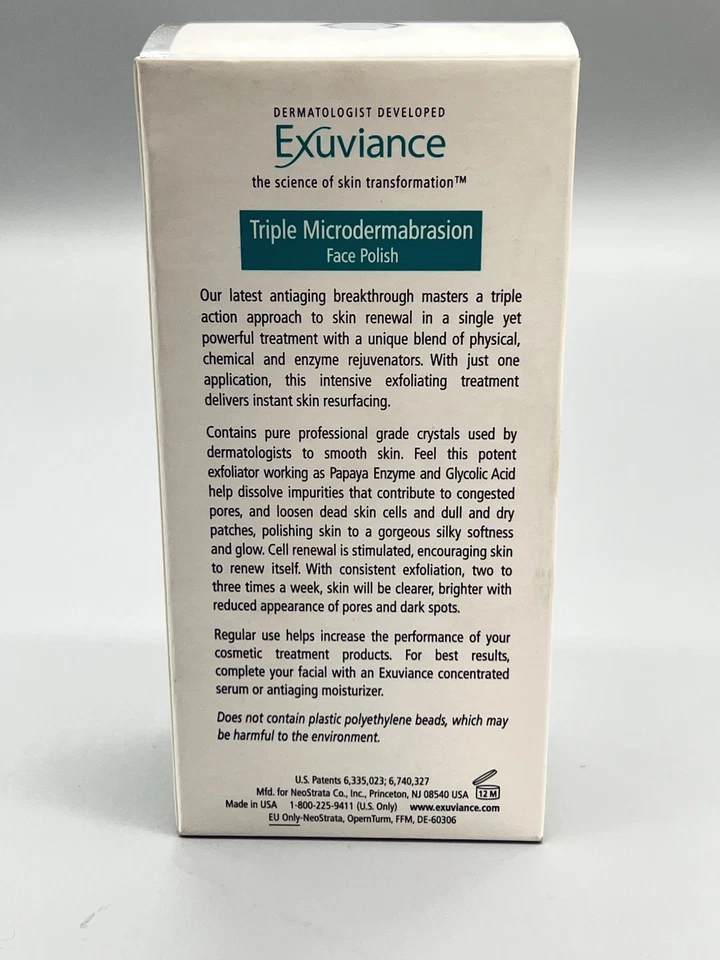 DERMATOLOGIST DEVELOPED
Exuviance
the science of skin transformation™
Triple Microdermabrasion
Face Polish
Our latest antiaging breakthrough masters a triple
action approach to skin renewal in a single yet
powerful treatment with a unique blend of physical,
chemical and enzyme rejuvenators. With just one
application, this intensive exfoliating treatment
delivers instant skin resurfacing.
Contains pure professional grade crystals used by
dermatologists to smooth skin. Feel this potent
exfoliator working as Papaya Enzyme and Glycolic Acid
help dissolve impurities that contribute to congested
pores, and loosen dead skin cells and dull and dry
patches, polishing skin to a gorgeous silky softness
and glow. Cell renewal is stimulated, encouraging skin
to renew itself. With consistent exfoliation, two to
three times a week, skin will be clearer, brighter with
reduced appearance of pores and dark spots.
Regular use helps increase the performance of your
cosmetic treatment products. For best results,
complete your facial with an Exuviance concentrated
serum or antiaging moisturizer.
Does not contain plastic polyethylene beads, which may
be harmful to the environment.
U.S. Patents 6,335,023; 6,740,327
Mfd. for NeoStrata Co., Inc., Princeton, NJ 08540 USA 12 M
Made in USA 1-800-225-9411 (U.S. Only) www.exuviance.com
EU Only-NeoStrata, OpernTurm, FFM, DE-60306